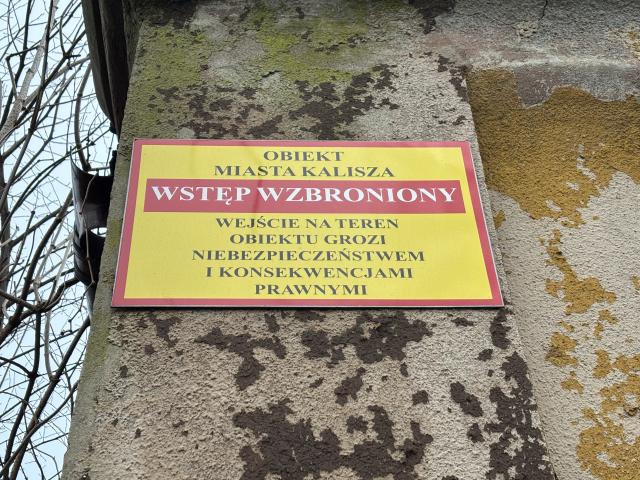 OBIEKT
MIASTA KALISZA
WSTĘP WZBRONIONY
WEJŚCIE NA TEREN
OBIEKTU GROZI
NIEBEZPIECZEŃSTWEM
I KONSEKWENCJAMI
PRAWNYMI